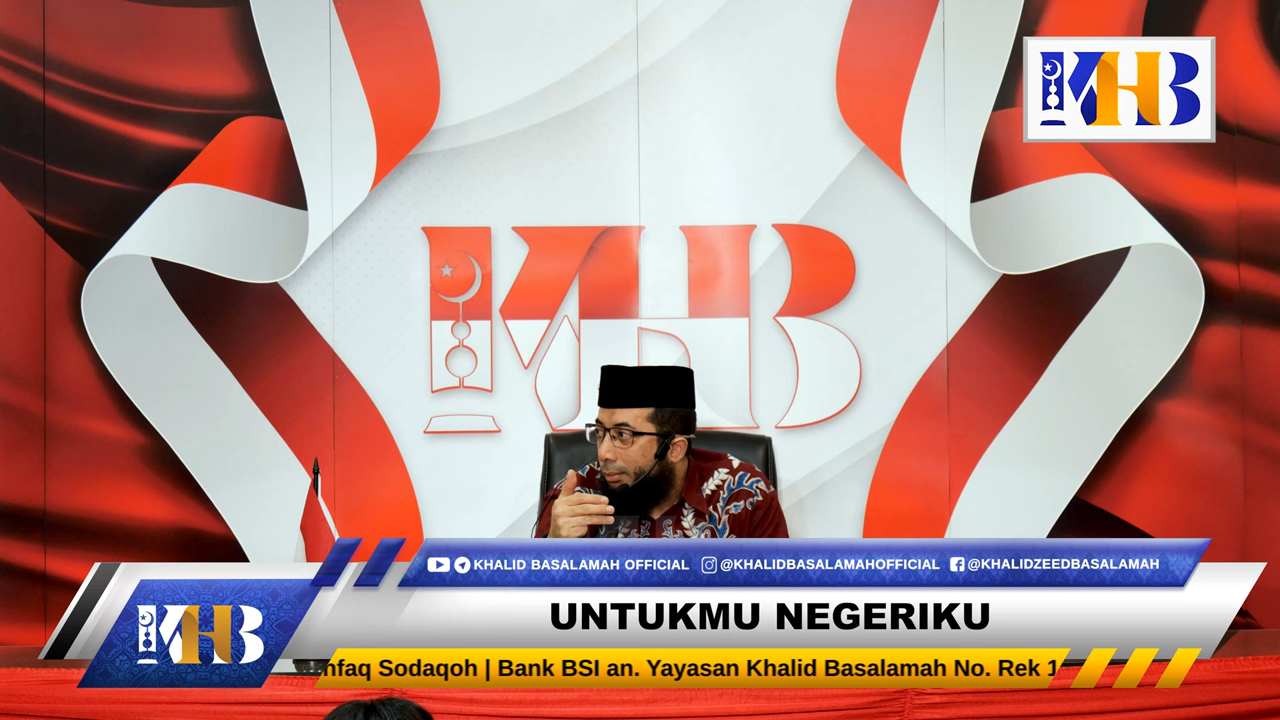 KHB
KHB
KHALID BASALAMAH OFFICIAL @KHALIDBASALAMAHOFFICIAL @KHALIDZEEDBASALAMAH
UNTUKMU NEGERIKU
KHB
nfaq Sodaqoh | Bank BSI an. Yayasan Khalid Basalamah No. Rek 1